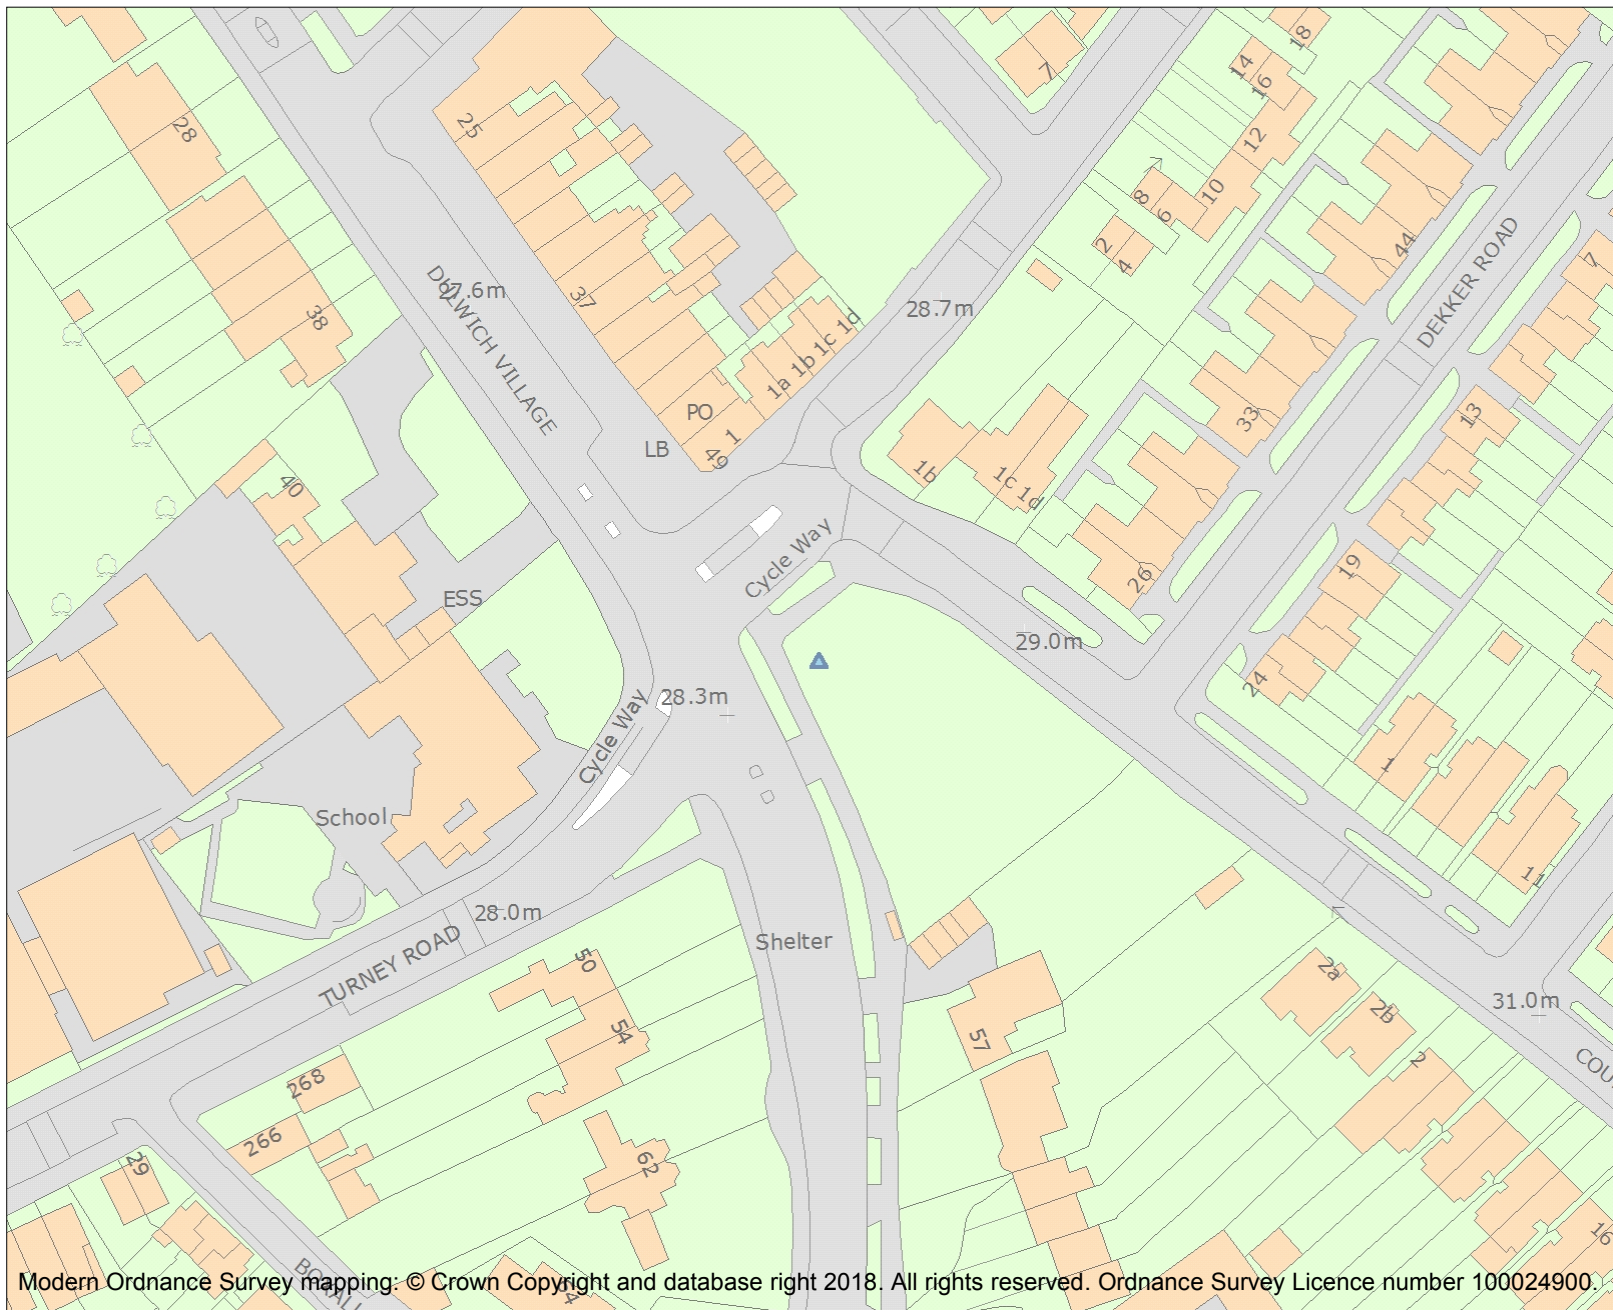 18
14
7
16
28
25
12
8
10
6
2
4
44
7
DEKKER ROAD
27.6m
DULWICH VILLAGE
37
28.7m
38
1a 1b 1c 1d
PO
1
LB
49
33
13
40
1b
1c 1d
Cycle Way
26
19
ESS
29.0m
24
28.3m
Cycle Way
1
School
11
28.0m
TURNEY ROAD
Shelter
50
54
57
2a
2b
31.0m
2
268
266
29
62
16
64
Modern Ordnance Survey mapping: © Crown Copyright and database right 2018. All rights reserved. Ordnance Survey Licence number 100024900.